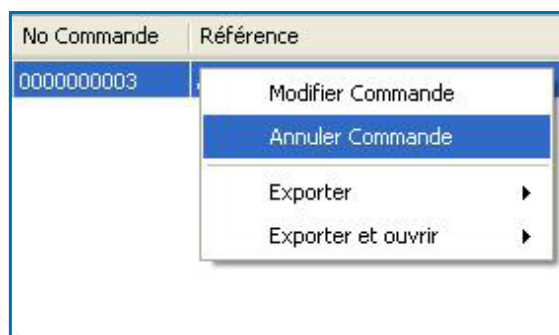 No Commande Référence
0000000003
Modifier Commande
Annuler Commande
Exporter
Exporter et ouvrir